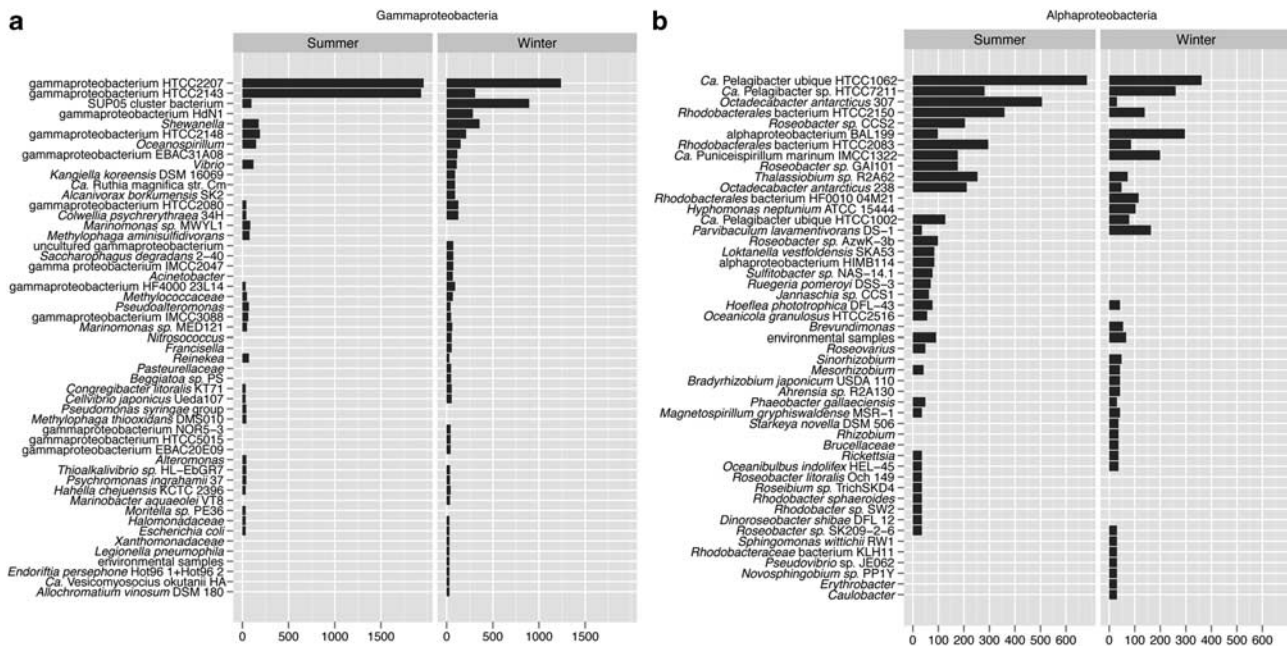 a
Gammaproteobacteria
Summer
Winter
gammaproteobacterium HTCC2207
gammaproteobacterium HTCC2143
SUP05 cluster bacterium
gammaproteobacterium HdN1
Shewanella
gammaproteobacterium HTCC2148
Oceanospirillum
gammaproteobacterium EBAC31A08
Vibrio
Kangiella koreensis DSM 16069
Ca. Ruthia magnifica str. Cm
Alcanivorax borkumensis SK2
gammaproteobacterium HTCC2080
Colwellia psychrerythraea 34H
Marinomonas sp. MWYL1
Methylophaga aminisulfidivorans
uncultured gammaproteobacterium
Saccharophagus degradans 2-40
gamma proteobacterium IMCC2047
Acinetobacter
gammaproteobacterium HF4000 23L14
Methylococcaceae
Pseudoalteromonas
gammaproteobacterium IMCC3088
Marinomonas sp. MED121
Nitrosococcus
Francisella
Reinekea
Pasteurellaceae
Beggiatoa sp. PS
Congregibacter litoralis KT71
Cellvibrio japonicus Ueda107
Pseudomonas syringae group
Methylophaga thiooxidans DMS010
gammaproteobacterium NOR5-3
gammaproteobacterium HTCC5015
gammaproteobacterium EBAC20E09
Alteromonas
Thioalkalivibrio sp. HL-EbGR7
Psychromonas ingrahamii 37
Hahella chejuensis KCTC 2396
Marinobacter aquaeolei VT8
Moritella sp. PE36
Halomonadaceae
Escherichia coli
Xanthomonadaceae
Legionella pneumophila
environmental samples
Endoriftia persephone Hot96 1+Hot96 2
Ca. Vesicomyosocius okutanii HA
Allochromatium vinosum DSM 180
0 500 1000 1500
0 500 1000 1500
b
Alphaproteobacteria
Summer
Winter
Ca. Pelagibacter ubique HTCC1062
Ca. Pelagibacter sp. HTCC7211
Octadecabacter antarcticus 307
Rhodobacterales bacterium HTCC2150
Roseobacter sp. CCS2
alphaproteobacterium BAL199
Rhodobacterales bacterium HTCC2083
Ca. Puniceispirillum marinum IMCC1322
Roseobacter sp. GAI101
Thalassiobium sp. R2A62
Octadecabacter antarcticus 238
Rhodobacterales bacterium HF0010 04M21
Hyphomonas neptunium ATCC 15444
Ca. Pelagibacter ubique HTCC1002
Parvibaculum lavamentivorans DS-1
Roseobacter sp. AzwK-3b
Loktanella vestfoldensis SKA53
alphaproteobacterium HIMB114
Sulfitobacter sp. NAS-14.1
Ruegeria pomeroyi DSS-3
Jannaschia sp. CCS1
Hoeflea phototrophica DFL-43
Oceanicola granulosus HTCC2516
Brevundimonas
environmental samples
Roseovarius
Sinorhizobium
Mesorhizobium
Bradyrhizobium japonicum USDA 110
Ahrensia sp. R2A130
Phaeobacter gallaeciensis
Magnetospirillum gryphiswaldense MSR-1
Starkeya novella DSM 506
Rhizobium
Brucellaceae
Rickettsia
Oceanibulbus indolifex HEL-45
Roseobacter litoralis Och 149
Roseibium sp. TrichSKD4
Rhodobacter sphaeroides
Rhodobacter sp. SW2
Dinoroseobacter shibae DFL 12
Roseobacter sp. SK209-2-6
Sphingomonas wittichii RW1
Rhodobacteraceae bacterium KLH11
Pseudovibrio sp. JE062
Novosphingobium sp. PP1Y
Erythrobacter
Caulobacter
0 100 200 300 400 500 600
0 100 200 300 400 500 600